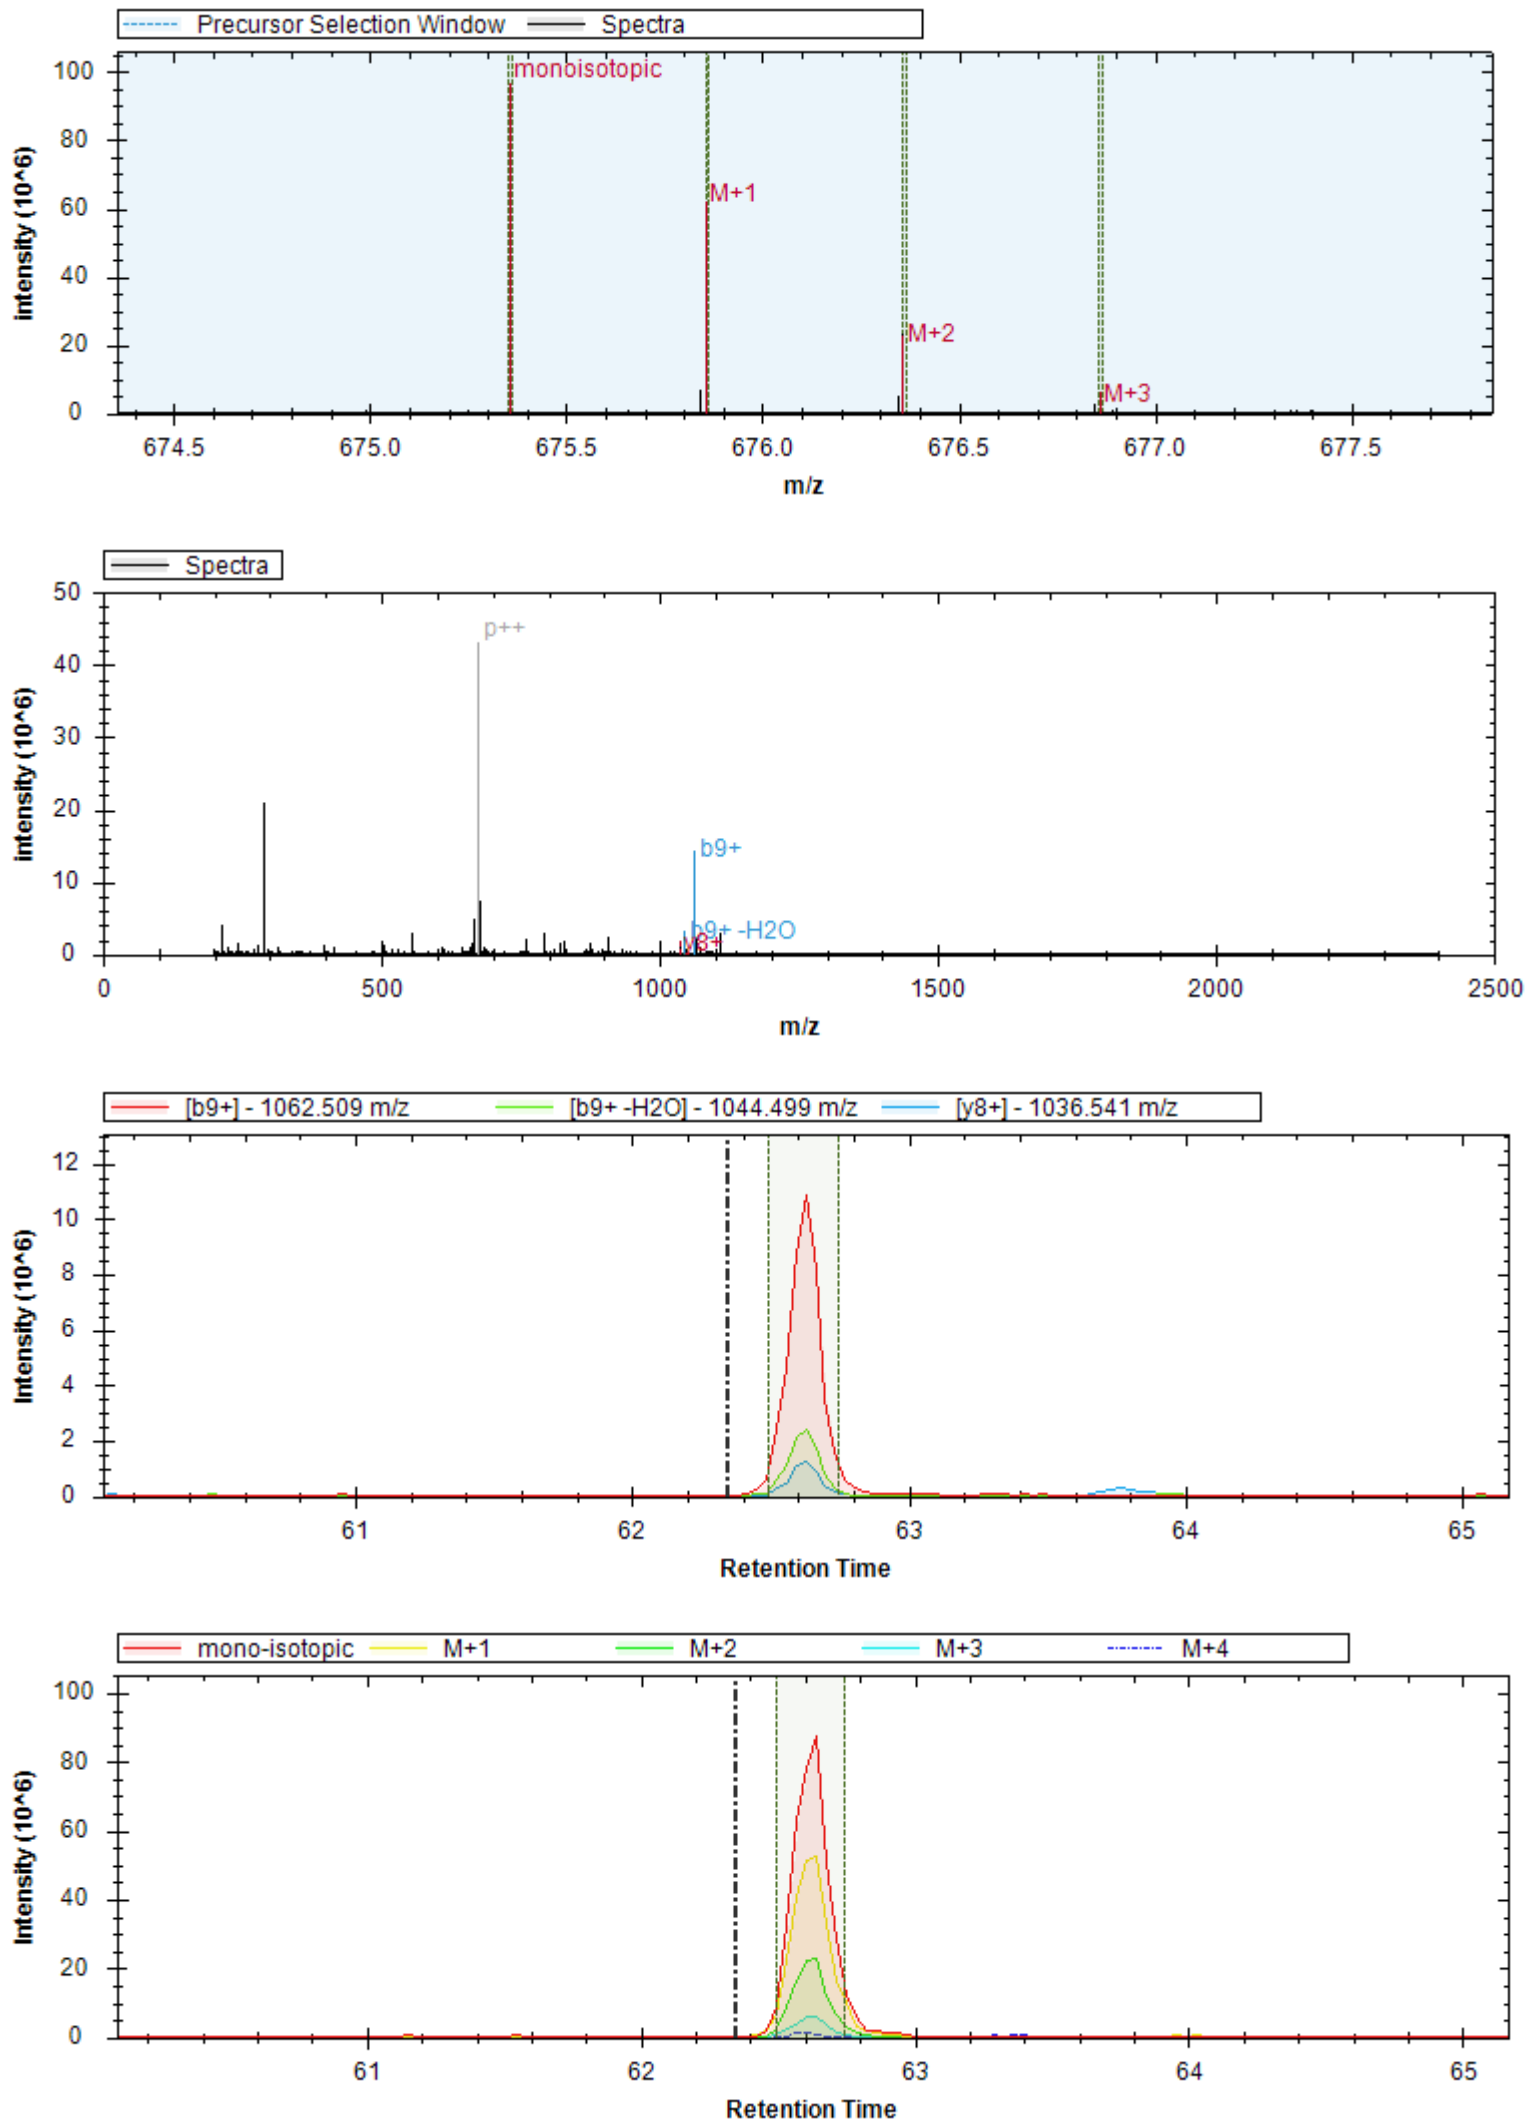 Precursor Selection Window Spectra
100
80
60
40
20
0
intensity (10^6)
monoisotopic
M+1
M+2
M+3
674.5 675.0 675.5 676.0 676.5 677.0 677.5
m/z
Spectra
50
40
30
20
10
0
intensity (10^6)
p++
b9+
b9+ -H2O
y8+
0 500 1000 1500 2000 2500
m/z
[b9+] - 1062.509 m/z [b9+ -H2O] - 1044.499 m/z [y8+] - 1036.541 m/z
12
10
8
6
4
2
0
Intensity (10^6)
61 62 63 64 65
Retention Time
mono-isotopic M+1 M+2 M+3 M+4
100
80
60
40
20
0
Intensity (10^6)
61 62 63 64 65
Retention Time